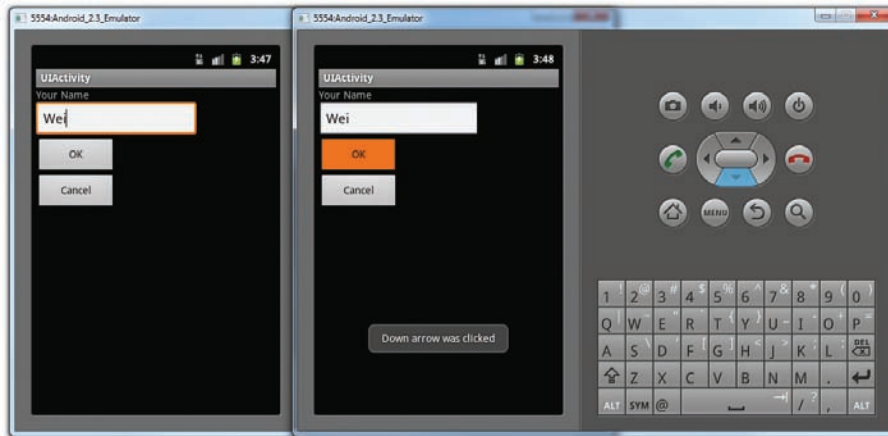 5554:Android_2.3_Emulator
3:47
UIActivity
Your Name
Wei
OK
Cancel
5554:Android_2.3_Emulator
3:48
UIActivity
Your Name
Wei
OK
Cancel
Down arrow was clicked
MENU
1 ! 2 @ 3 # 4 $ 5 % 6 ^ 7 & 8 * 9 ( 0 )
Q | W ~ E " R ` T { Y } U _ I - O + P =
A S \ D ' F [ G ] H < J > K ; L : DEL
Z X C V B N M .
ALT SYM @ / ? , ALT